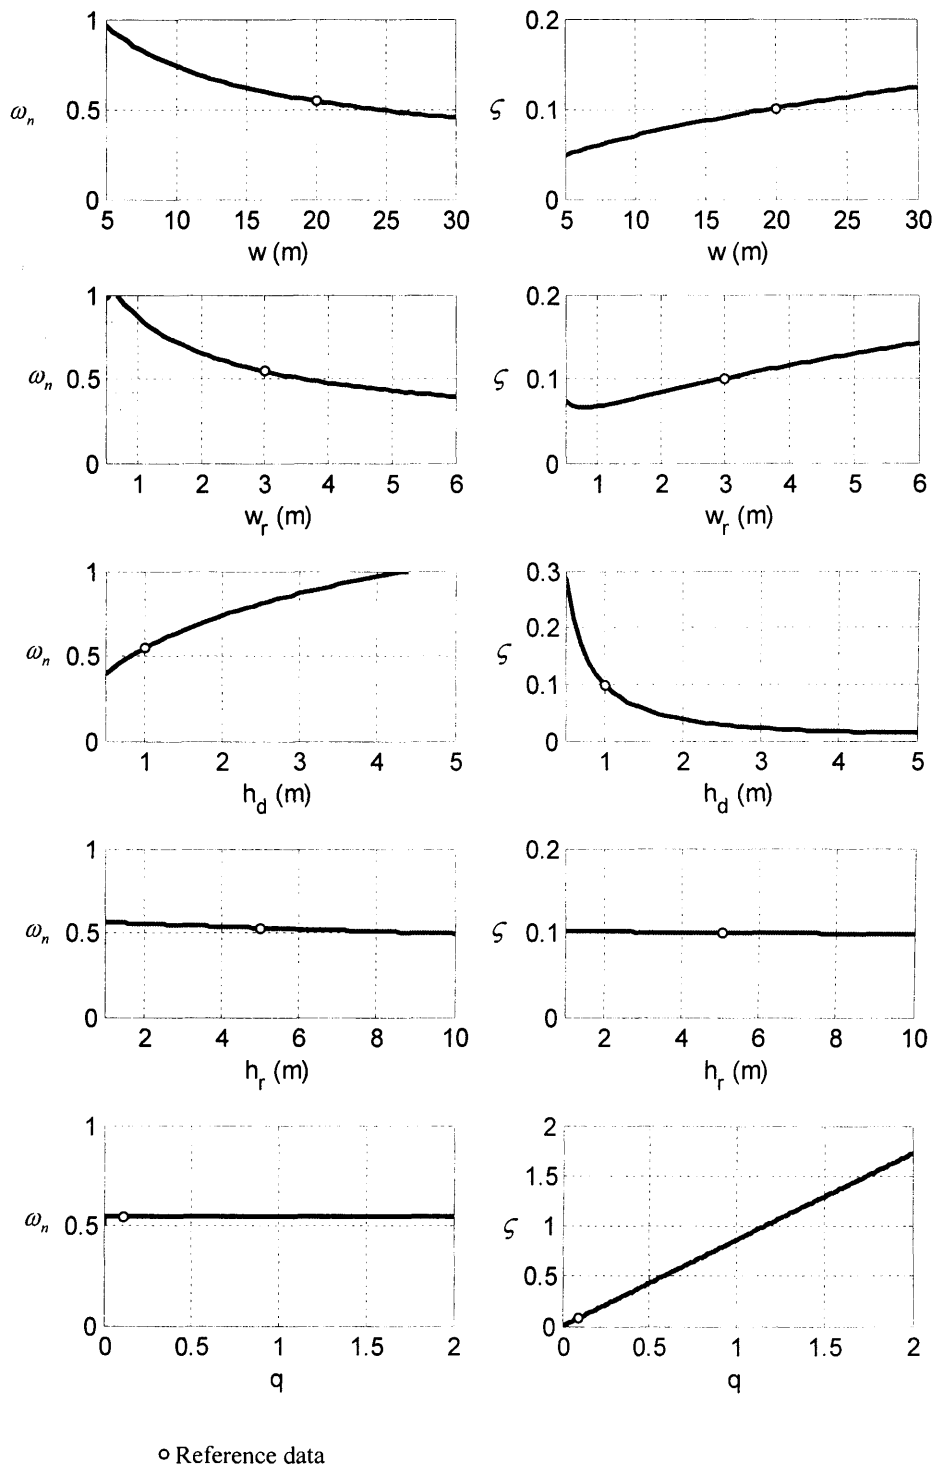 1 0.2
ω_n 0.5 ς 0.1
0 0
5 10 15 20 25 30 5 10 15 20 25 30
w (m) w (m)
1 0.2
ω_n 0.5 ς 0.1
0 0
1 2 3 4 5 6 1 2 3 4 5 6
w_r (m) w_r (m)
1 0.3
0.2
ω_n 0.5 ς 0.1
0 0
1 2 3 4 5 1 2 3 4 5
h_d (m) h_d (m)
1 0.2
ω_n 0.5 ς 0.1
0 0
2 4 6 8 10 2 4 6 8 10
h_r (m) h_r (m)
1 2
1.5
ω_n 0.5 ς 1
0.5
0 0
0 0.5 1 1.5 2 0 0.5 1 1.5 2
q q
Reference data